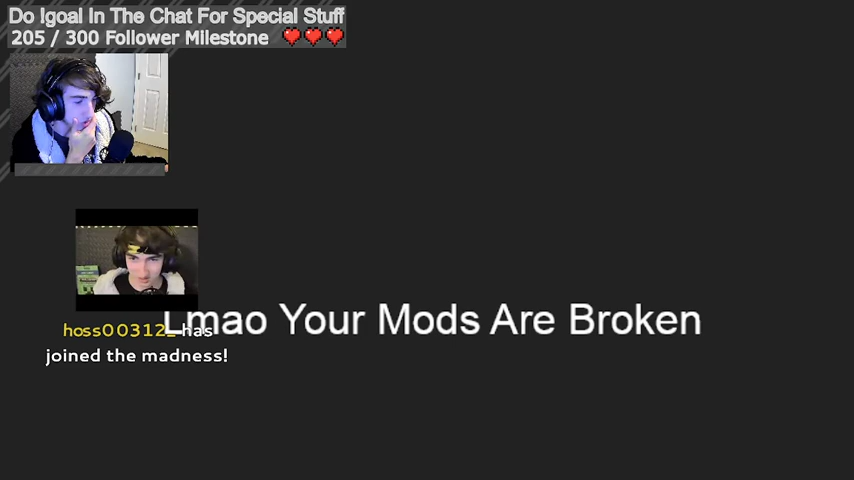 Do !goal In The Chat For Special Stuff
205 / 300 Follower Milestone
Lmao Your Mods Are Broken
hoss00312_ has
joined the madness!